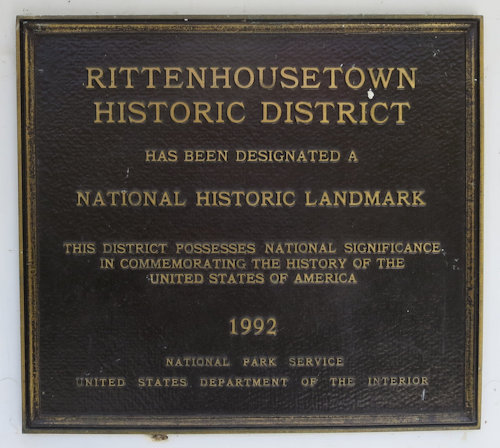 RITTENHOUSETOWN
HISTORIC DISTRICT
HAS BEEN DESIGNATED A
NATIONAL HISTORIC LANDMARK
THIS DISTRICT POSSESSES NATIONAL SIGNIFICANCE
IN COMMEMORATING THE HISTORY OF THE
UNITED STATES OF AMERICA
1992
NATIONAL PARK SERVICE
UNITED STATES DEPARTMENT OF THE INTERIOR